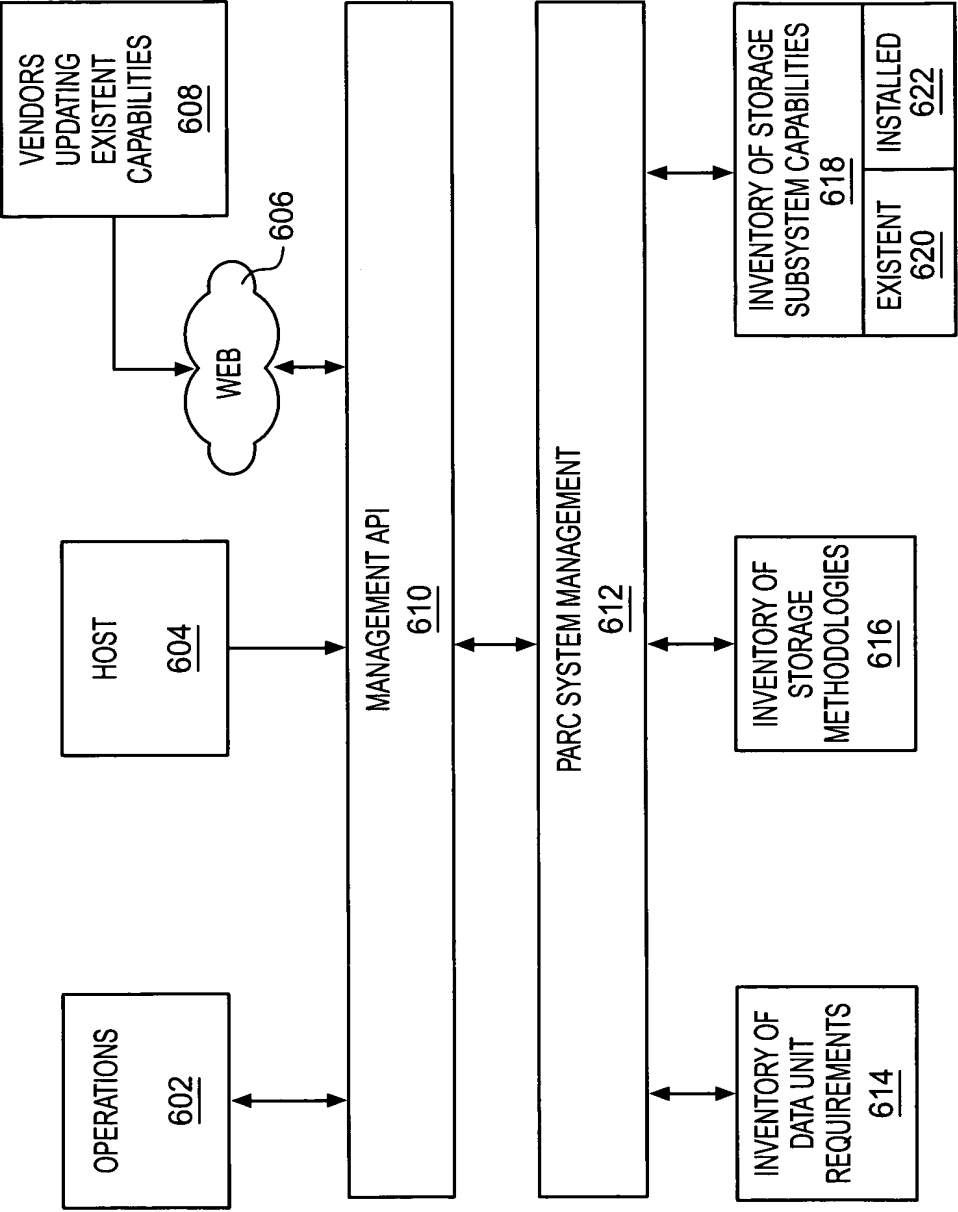 OPERATIONS
602
HOST
604
VENDORS
UPDATING
EXISTENT
CAPABILITIES
608
WEB
606
MANAGEMENT API
610
PARC SYSTEM MANAGEMENT
612
INVENTORY OF
DATA UNIT
REQUIREMENTS
614
INVENTORY OF
STORAGE
METHODOLOGIES
616
INVENTORY OF STORAGE
SUBSYSTEM CAPABILITIES
618
EXISTENT
620
INSTALLED
622